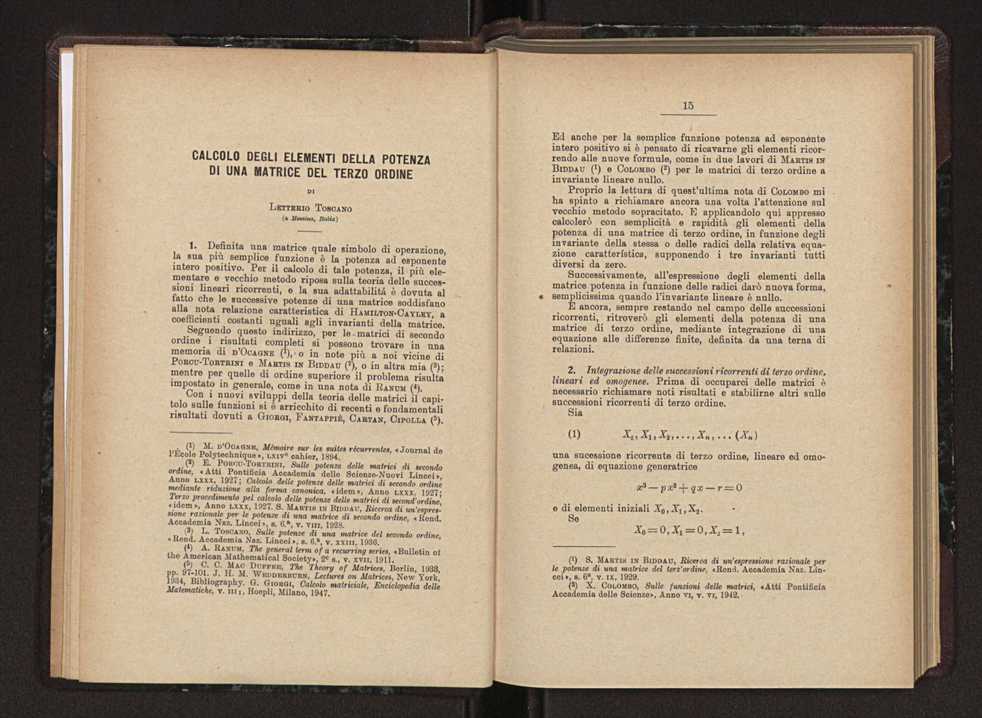 CALCOLO DEGLI ELEMENTI DELLA POTENZA
DI UNA MATRICE DEL TERZO ORDINE
DI
LETTERIO TOSCANO
(a Messina, Italia)
1. Definita una matrice quale simbolo di operazione,
la sua più semplice funzione è la potenza ad esponente
intero positivo. Per il calcolo di tale potenza, il più ele-
mentare e vecchio metodo riposa sulla teoria delle succes-
sioni lineari ricorrenti, e la sua adattabilitá è dovuta al
fatto che le successive potenze di una matrice soddisfano
alla nota relazione caratteristica di HAMILTON-CAYLEY, a
coefficienti costanti uguali agli invarianti della matrice.
Seguendo questo indirizzo, per le matrici di secondo
ordine i risultati completi si possono trovare in una
memoria di D'OCAGNE (¹), o in note più a noi vicine di
PORCU-TORTRINI e MARTIS IN BIDDAU (²), o in altra mia (³);
mentre per quelle di ordine superiore il problema risulta
impostato in generale, come in una nota di RANUM (⁴).
Con i nuovi sviluppi della teoria delle matrici il capi-
tolo sulle funzioni si è arricchito di recenti e fondamentali
risultati dovuti a GIORGI, FANTAPPIÉ, CARTAN, CIPOLLA (⁵).
(¹) M. D'OCAGNE, Mémoire sur les suites récurrentes, «Journal de
l'École Polytechnique», LXIVᵉ cahier, 1894.
(²) E. PORCU-TORTRINI, Sulle potenze delle matrici di secondo
ordine, «Atti Pontificia Accademia delle Scienze-Nuovi Lincei»,
Anno LXXX, 1927; Calcolo delle potenze delle matrici di secondo ordine
mediante riduzione alla forma canonica, «idem», Anno LXXX, 1927;
Terzo procedimento pel calcolo delle potenze delle matrici di second'ordine,
«idem», Anno LXXX, 1927. S. MARTIS IN BIDDAU, Ricerca di un'espres-
sione razionale per le potenze di una matrice di secondo ordine, «Rend.
Accademia Naz. Lincei», s. 6.ª, v. VIII, 1928.
(³) L. TOSCANO, Sulle potenze di una matrice del secondo ordine,
«Rend. Accademia Naz. Lincei», s. 6.ª, v. XXIII, 1936.
(⁴) A. RANUM, The general term of a recurring series, «Bulletin of
the American Mathematical Society», 2ᵉ s., v. XVII, 1911.
(⁵) C. C. MAC DUFFEE, The Theory of Matrices, Berlin, 1933,
pp. 97-101. J. H. M. WEDDERBURN, Lectures on Matrices, New York,
1934, Bibliography. G. GIORGI, Calcolo matriciale, Enciclopedia delle
Matematiche, v. III₁, Hoepli, Milano, 1947.
15
Ed anche per la semplice funzione potenza ad esponente
intero positivo si è pensato di ricavarne gli elementi ricor-
rendo alle nuove formule, come in due lavori di MARTIS IN
BIDDAU (¹) e COLOMBO (²) per le matrici di terzo ordine a
invariante lineare nullo.
Proprio la lettura di quest'ultima nota di COLOMBO mi
ha spinto a richiamare ancora una volta l'attenzione sul
vecchio metodo sopracitato. E applicandolo qui appresso
calcolerò con semplicità e rapidità gli elementi della
potenza di una matrice di terzo ordine, in funzione degli
invariante della stessa o delle radici della relativa equa-
zione caratteristica, supponendo i tre invarianti tutti
diversi da zero.
Successivamente, all'espressione degli elementi della
matrice potenza in funzione delle radici darò nuova forma,
semplicissima quando l'invariante lineare è nullo.
E ancora, sempre restando nel campo delle successioni
ricorrenti, ritroverò gli elementi della potenza di una
matrice di terzo ordine, mediante integrazione di una
equazione alle differenze finite, definita da una terna di
relazioni.
2. Integrazione delle successioni ricorrenti di terzo ordine,
lineari ed omogenee. Prima di occuparci delle matrici è
necessario richiamare noti risultati e stabilirne altri sulle
successioni ricorrenti di terzo ordine.
Sia
(1) X₀, X₁, X₂, . . . , Xₙ, . . . (Xₙ)
una sucessione ricorrente di terzo ordine, lineare ed omo-
genea, di equazione generatrice
x³ — px² + qx — r = 0
e di elementi iniziali X₀, X₁, X₂.
Se
X₀ = 0, X₁ = 0, X₂ = 1,
(¹) S. MARTIS IN BIDDAU, Ricerca di un'espressione razionale per
le potenze di una matrice del terz'ordine, «Rend. Accademia Naz. Lin-
cei», s. 6ª, v. IX, 1929.
(²) X. COLOMBO, Sulle funzioni delle matrici, «Atti Pontificia
Accademia delle Scienze», Anno VI, v. VI, 1942.